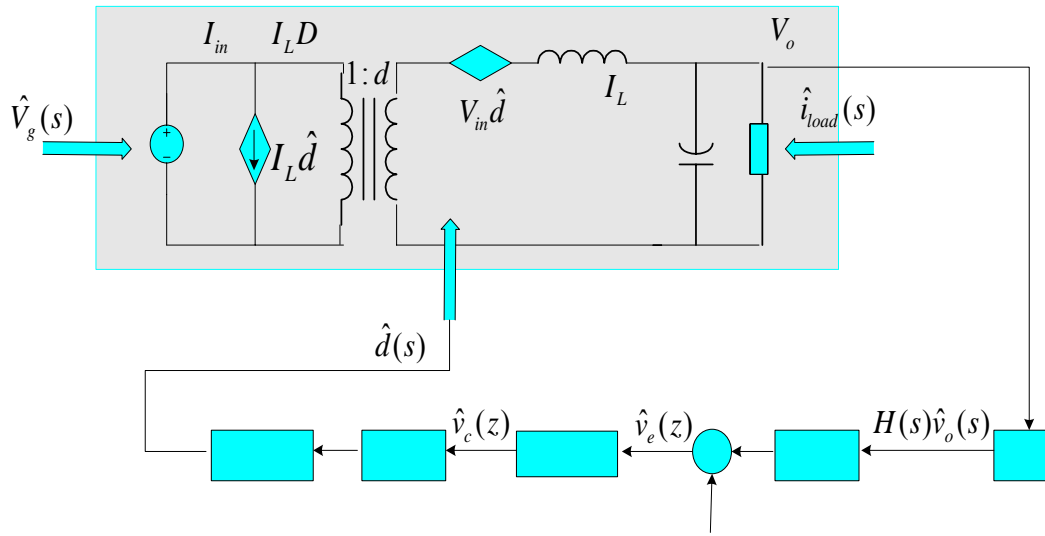 I_in I_L D V_o
1:d
V̂_g(s) V_in d̂ I_L î_load(s)
I_L d̂
d̂(s)
v̂_c(z) v̂_e(z) H(s)v̂_o(s)